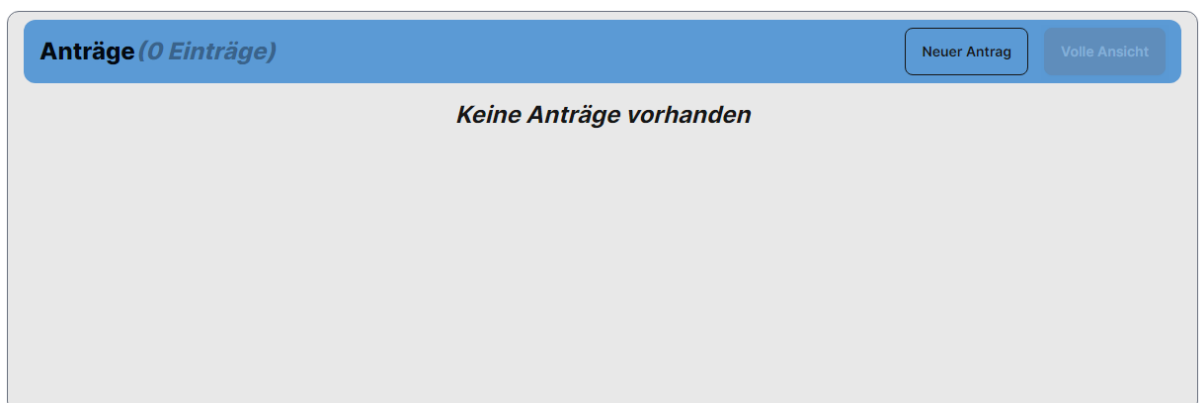 Anträge (0 Einträge)
Neuer Antrag
Volle Ansicht
Keine Anträge vorhanden